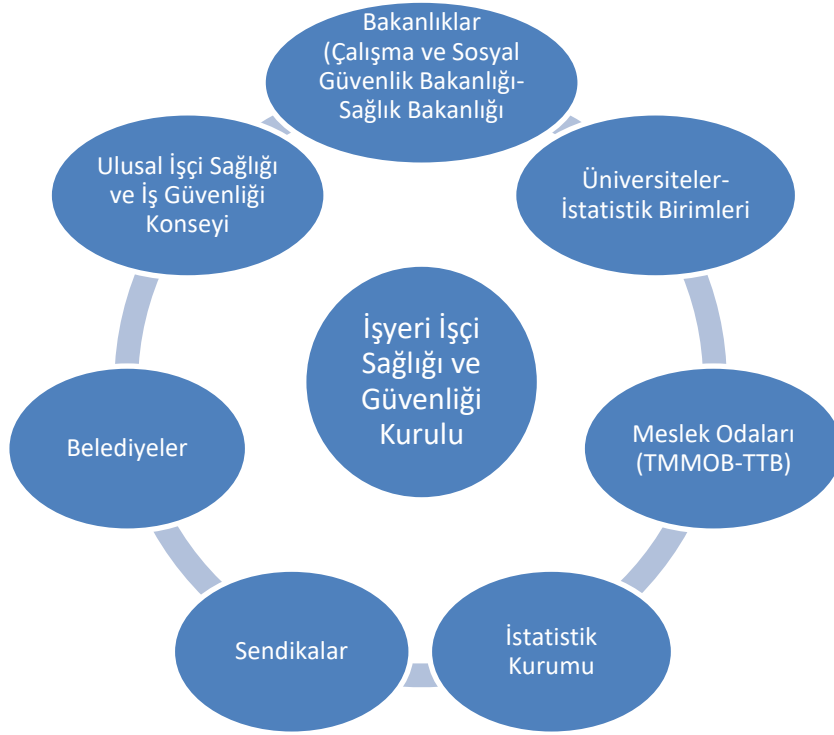 Bakanlıklar
(Çalışma ve Sosyal
Güvenlik Bakanlığı-
Sağlık Bakanlığı
Üniversiteler-
İstatistik Birimleri
Meslek Odaları
(TMMOB-TTB)
İstatistik
Kurumu
Sendikalar
Belediyeler
Ulusal İşçi Sağlığı
ve İş Güvenliği
Konseyi
İşyeri İşçi
Sağlığı ve
Güvenliği
Kurulu